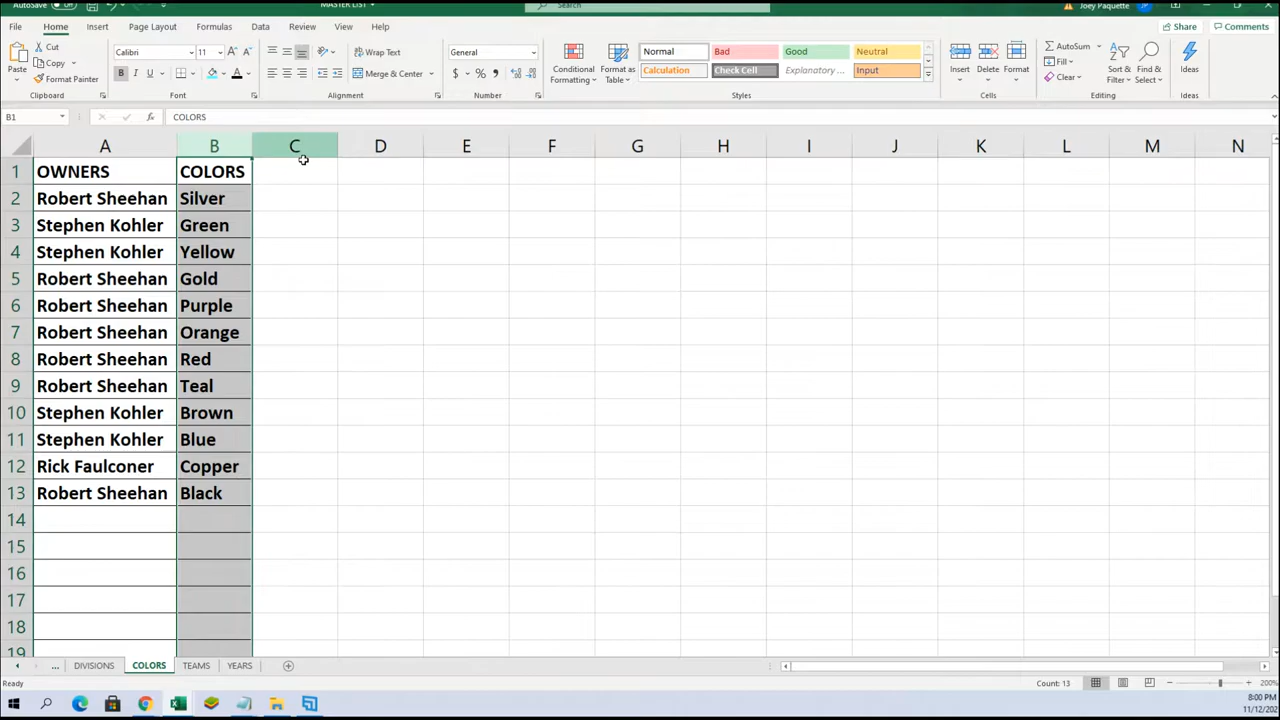 AutoSave MASTER LIST Search Joey Paquette
File Home Insert Page Layout Formulas Data Review View Help Share Comments
Paste Cut Copy Format Painter Clipboard
Calibri 11 A A B I U A Font
Wrap Text Merge & Center Alignment
General $ % Number
Conditional Formatting Format as Table Normal Bad Good Neutral
Calculation Check Cell Explanatory ... Input Styles
Insert Delete Format Cells
AutoSum Fill Clear Sort & Filter Find & Select Editing
Ideas Ideas
B1 fx COLORS
A B C D E F G H I J K L M N
1 OWNERS COLORS
2 Robert Sheehan Silver
3 Stephen Kohler Green
4 Stephen Kohler Yellow
5 Robert Sheehan Gold
6 Robert Sheehan Purple
7 Robert Sheehan Orange
8 Robert Sheehan Red
9 Robert Sheehan Teal
10 Stephen Kohler Brown
11 Stephen Kohler Blue
12 Rick Faulconer Copper
13 Robert Sheehan Black
14
15
16
17
18
19
... DIVISIONS COLORS TEAMS YEARS
Ready Count: 13 200%
8:00 PM
11/12/202